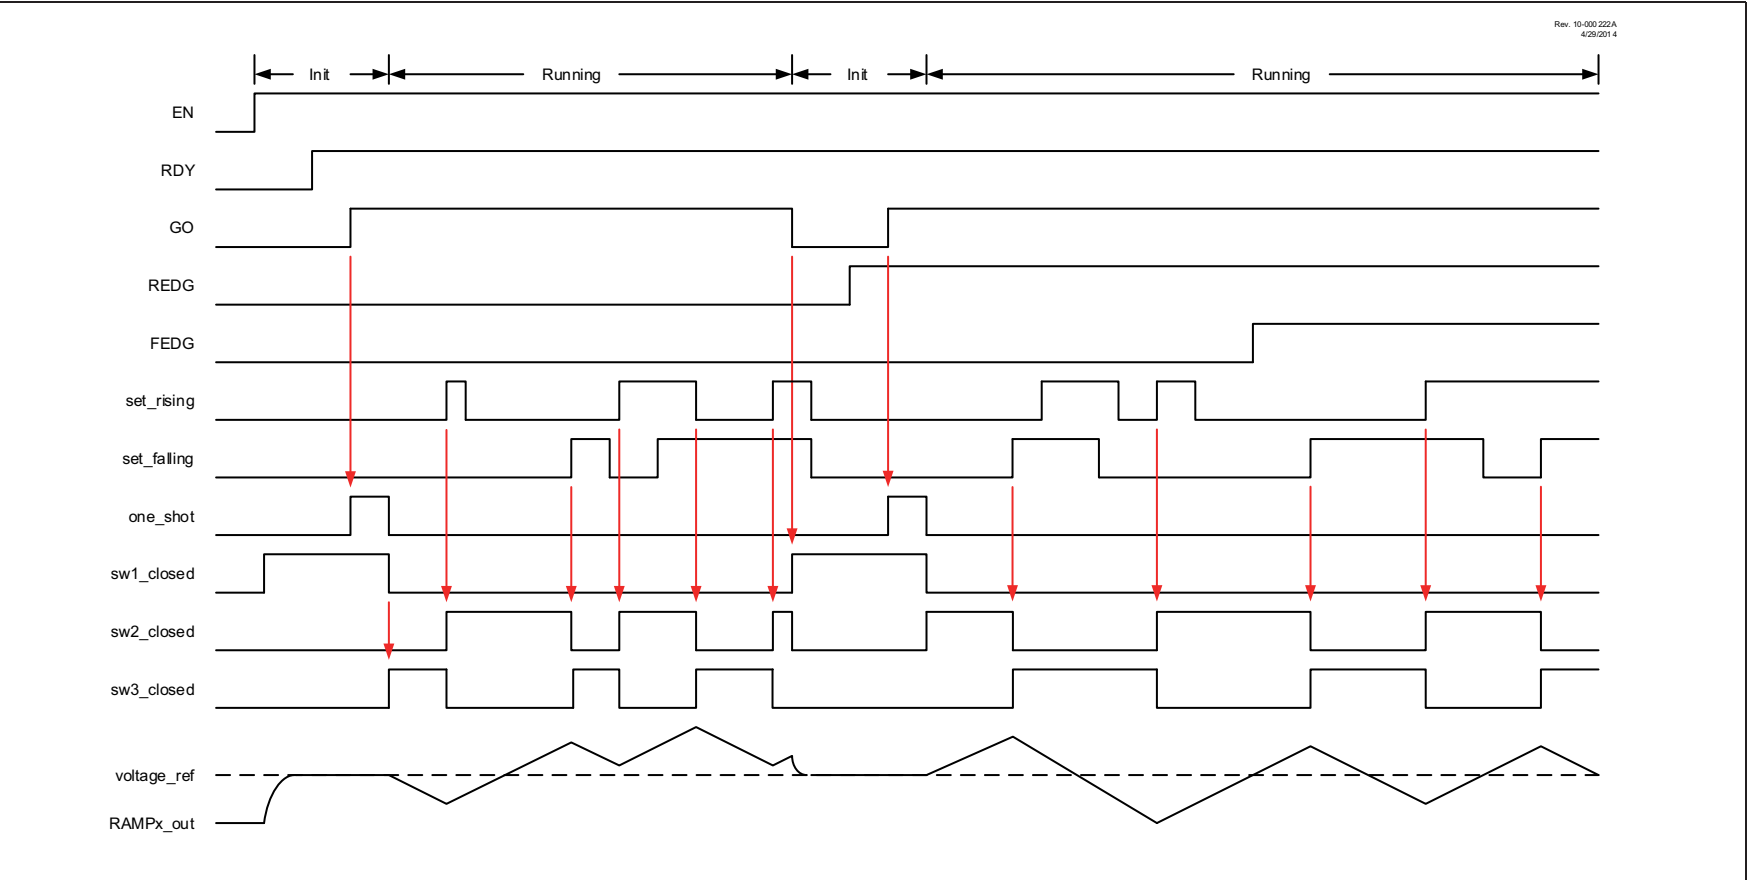 Rev. 10-000222A
4/29/2014
Init
Running
Init
Running
EN
RDY
GO
REDG
FEDG
set_rising
set_falling
one_shot
sw1_closed
sw2_closed
sw3_closed
voltage_ref
RAMPx_out